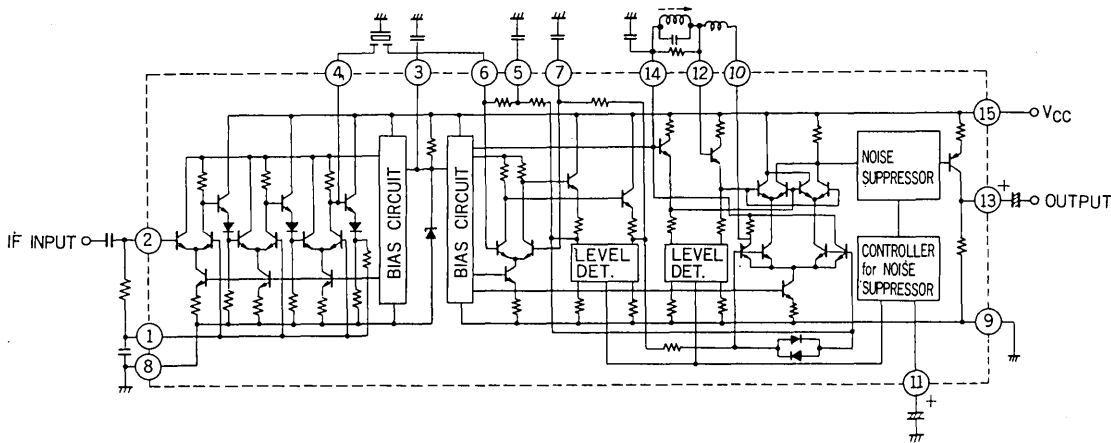 4 3 6 5 7 14 12 10
15 Vcc
BIAS CIRCUIT
BIAS CIRCUIT
NOISE SUPPRESSOR
13 + OUTPUT
IF INPUT 2
LEVEL DET.
LEVEL DET.
CONTROLLER for NOISE SUPPRESSOR
1
9
8
11
+